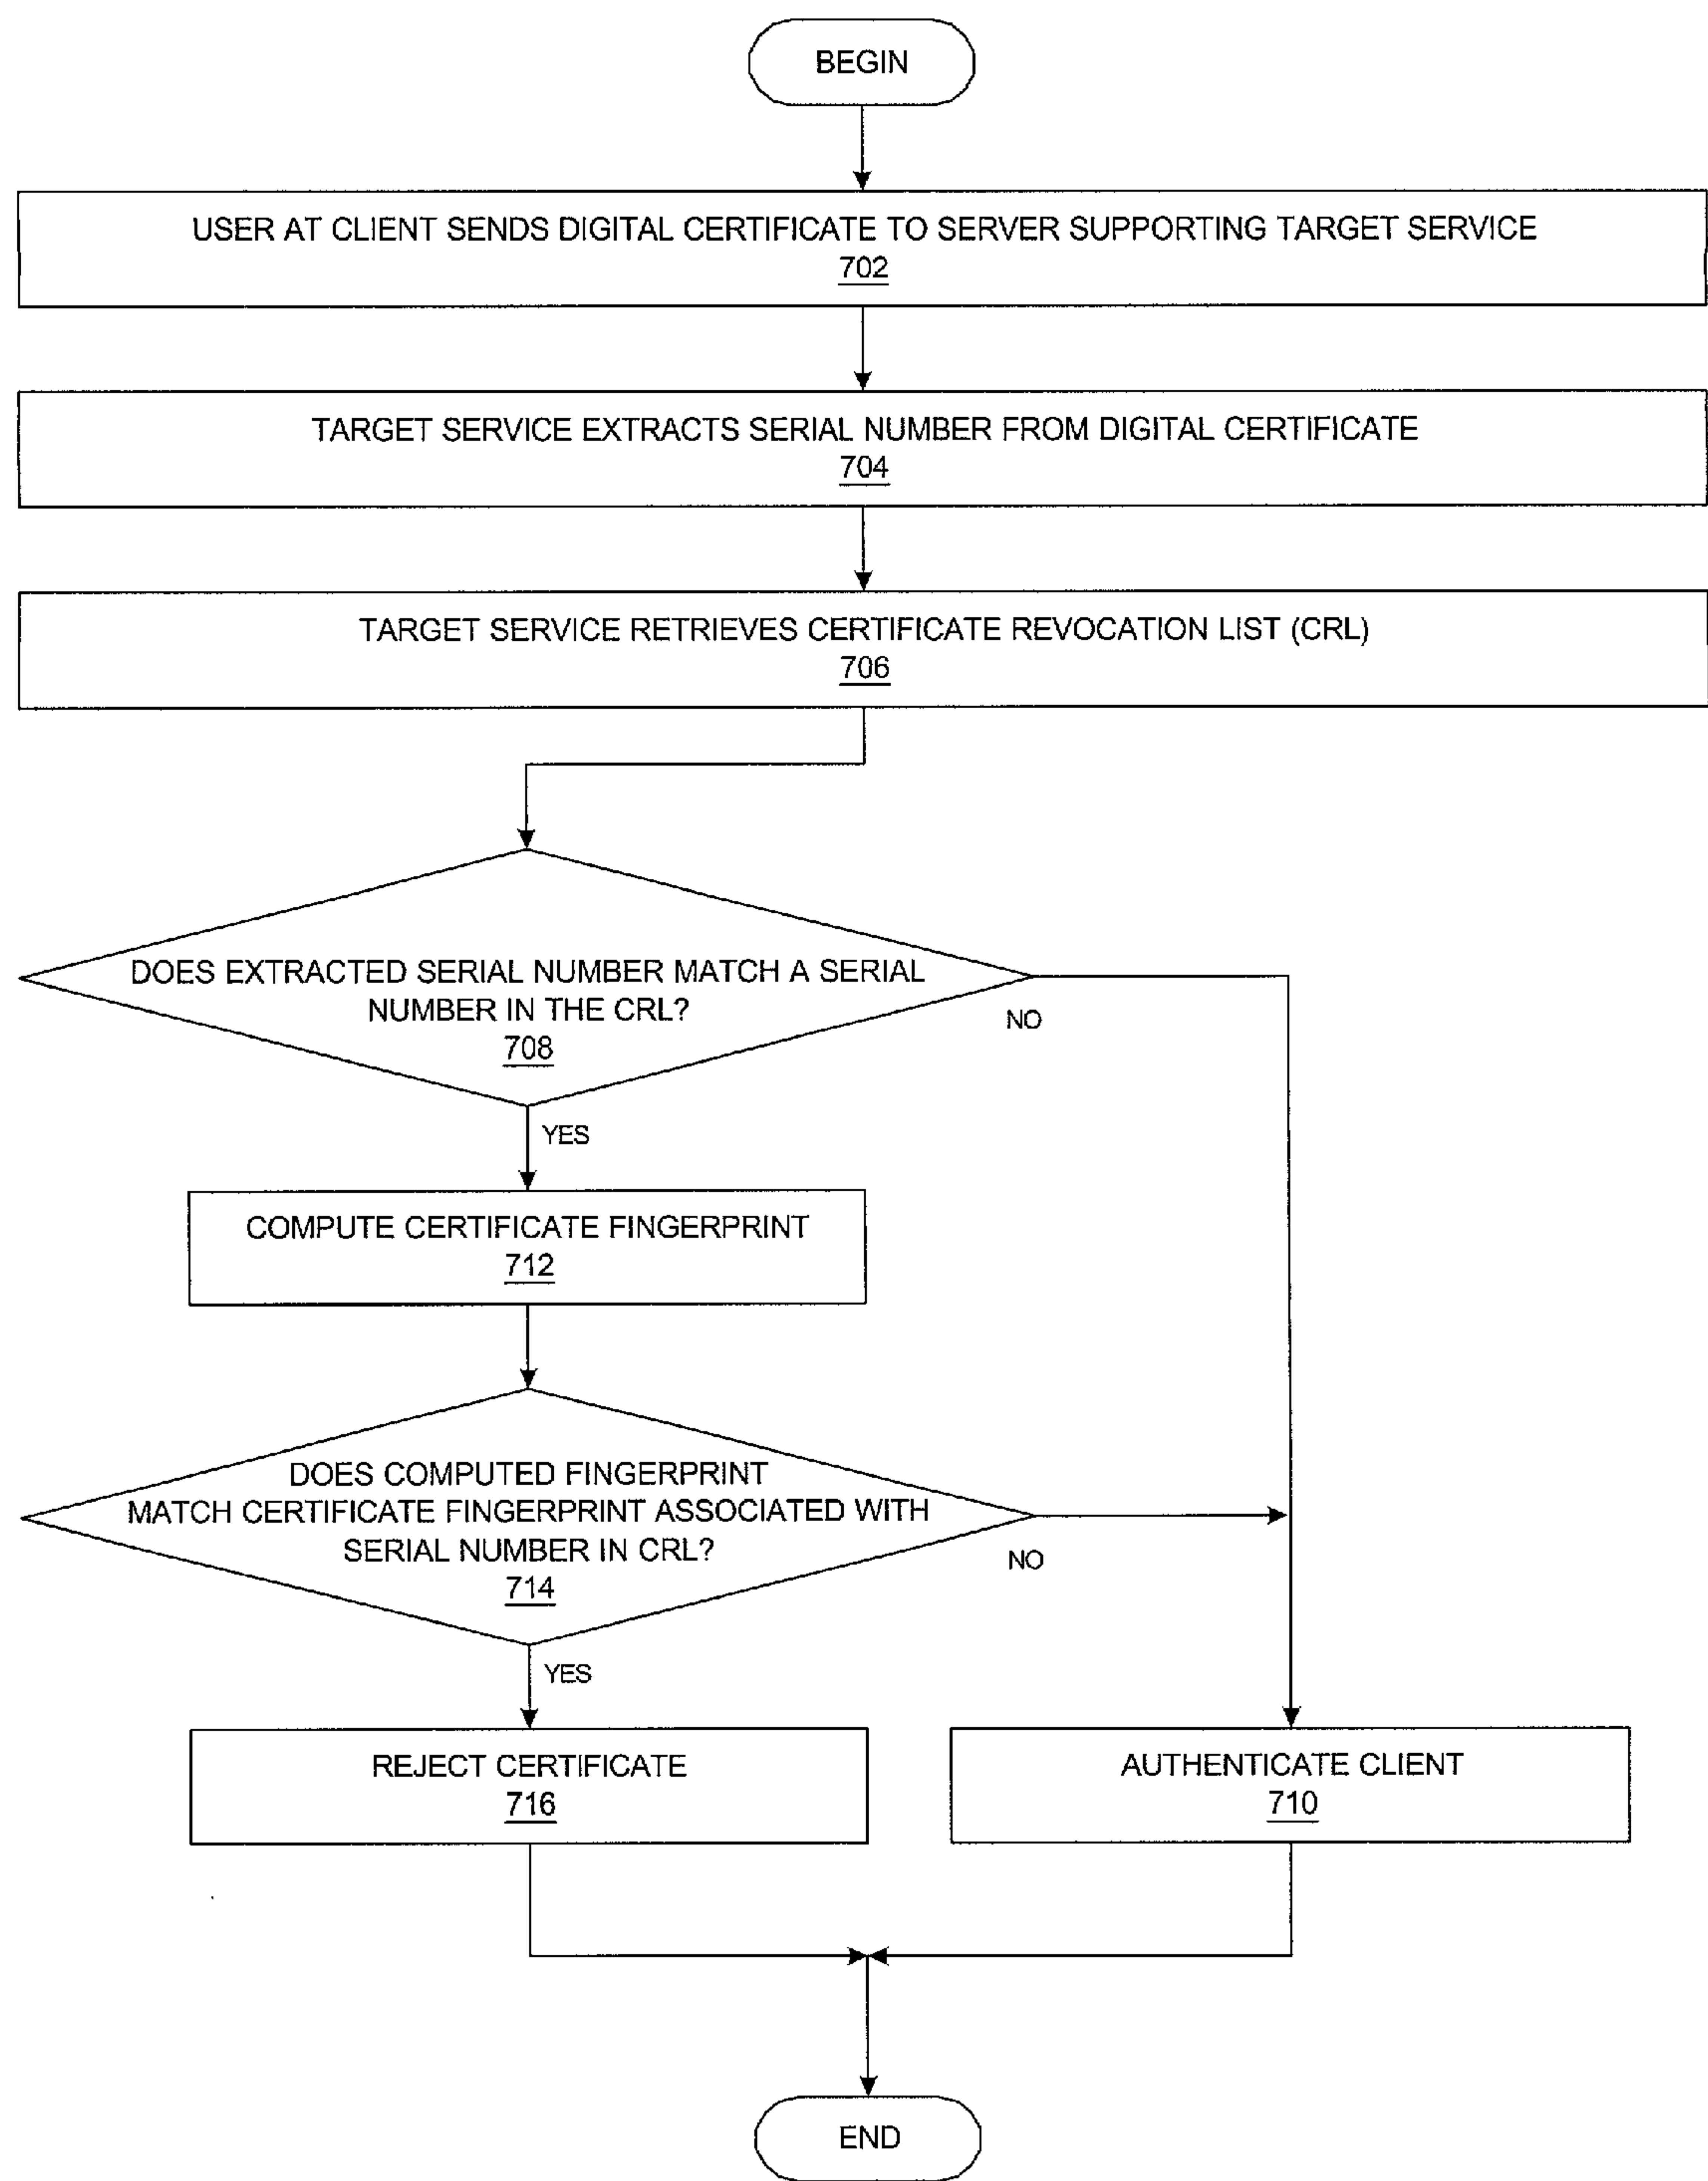 BEGIN
USER AT CLIENT SENDS DIGITAL CERTIFICATE TO SERVER SUPPORTING TARGET SERVICE
702
TARGET SERVICE EXTRACTS SERIAL NUMBER FROM DIGITAL CERTIFICATE
704
TARGET SERVICE RETRIEVES CERTIFICATE REVOCATION LIST (CRL)
706
DOES EXTRACTED SERIAL NUMBER MATCH A SERIAL
NUMBER IN THE CRL?
708
NO
YES
COMPUTE CERTIFICATE FINGERPRINT
712
DOES COMPUTED FINGERPRINT
MATCH CERTIFICATE FINGERPRINT ASSOCIATED WITH
SERIAL NUMBER IN CRL?
714
NO
YES
REJECT CERTIFICATE
716
AUTHENTICATE CLIENT
710
END